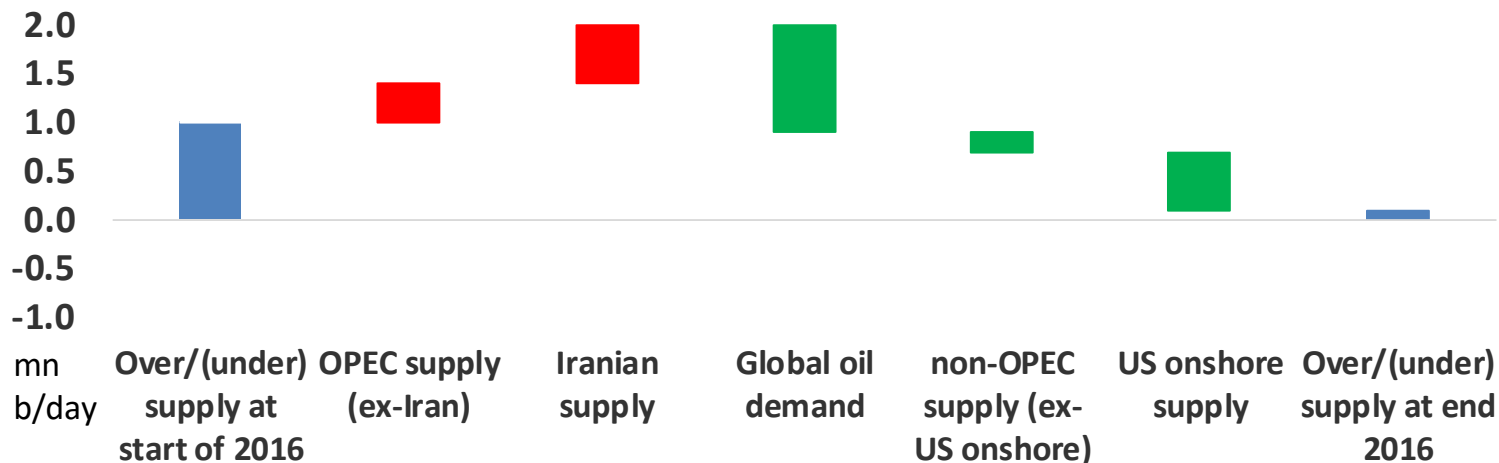 2.0
1.5
1.0
0.5
0.0
-0.5
-1.0
mn
b/day
Over/(under)
supply at
start of 2016
OPEC supply
(ex-Iran)
Iranian
supply
Global oil
demand
non-OPEC
supply (ex-
US onshore)
US onshore
supply
Over/(under)
supply at end
2016